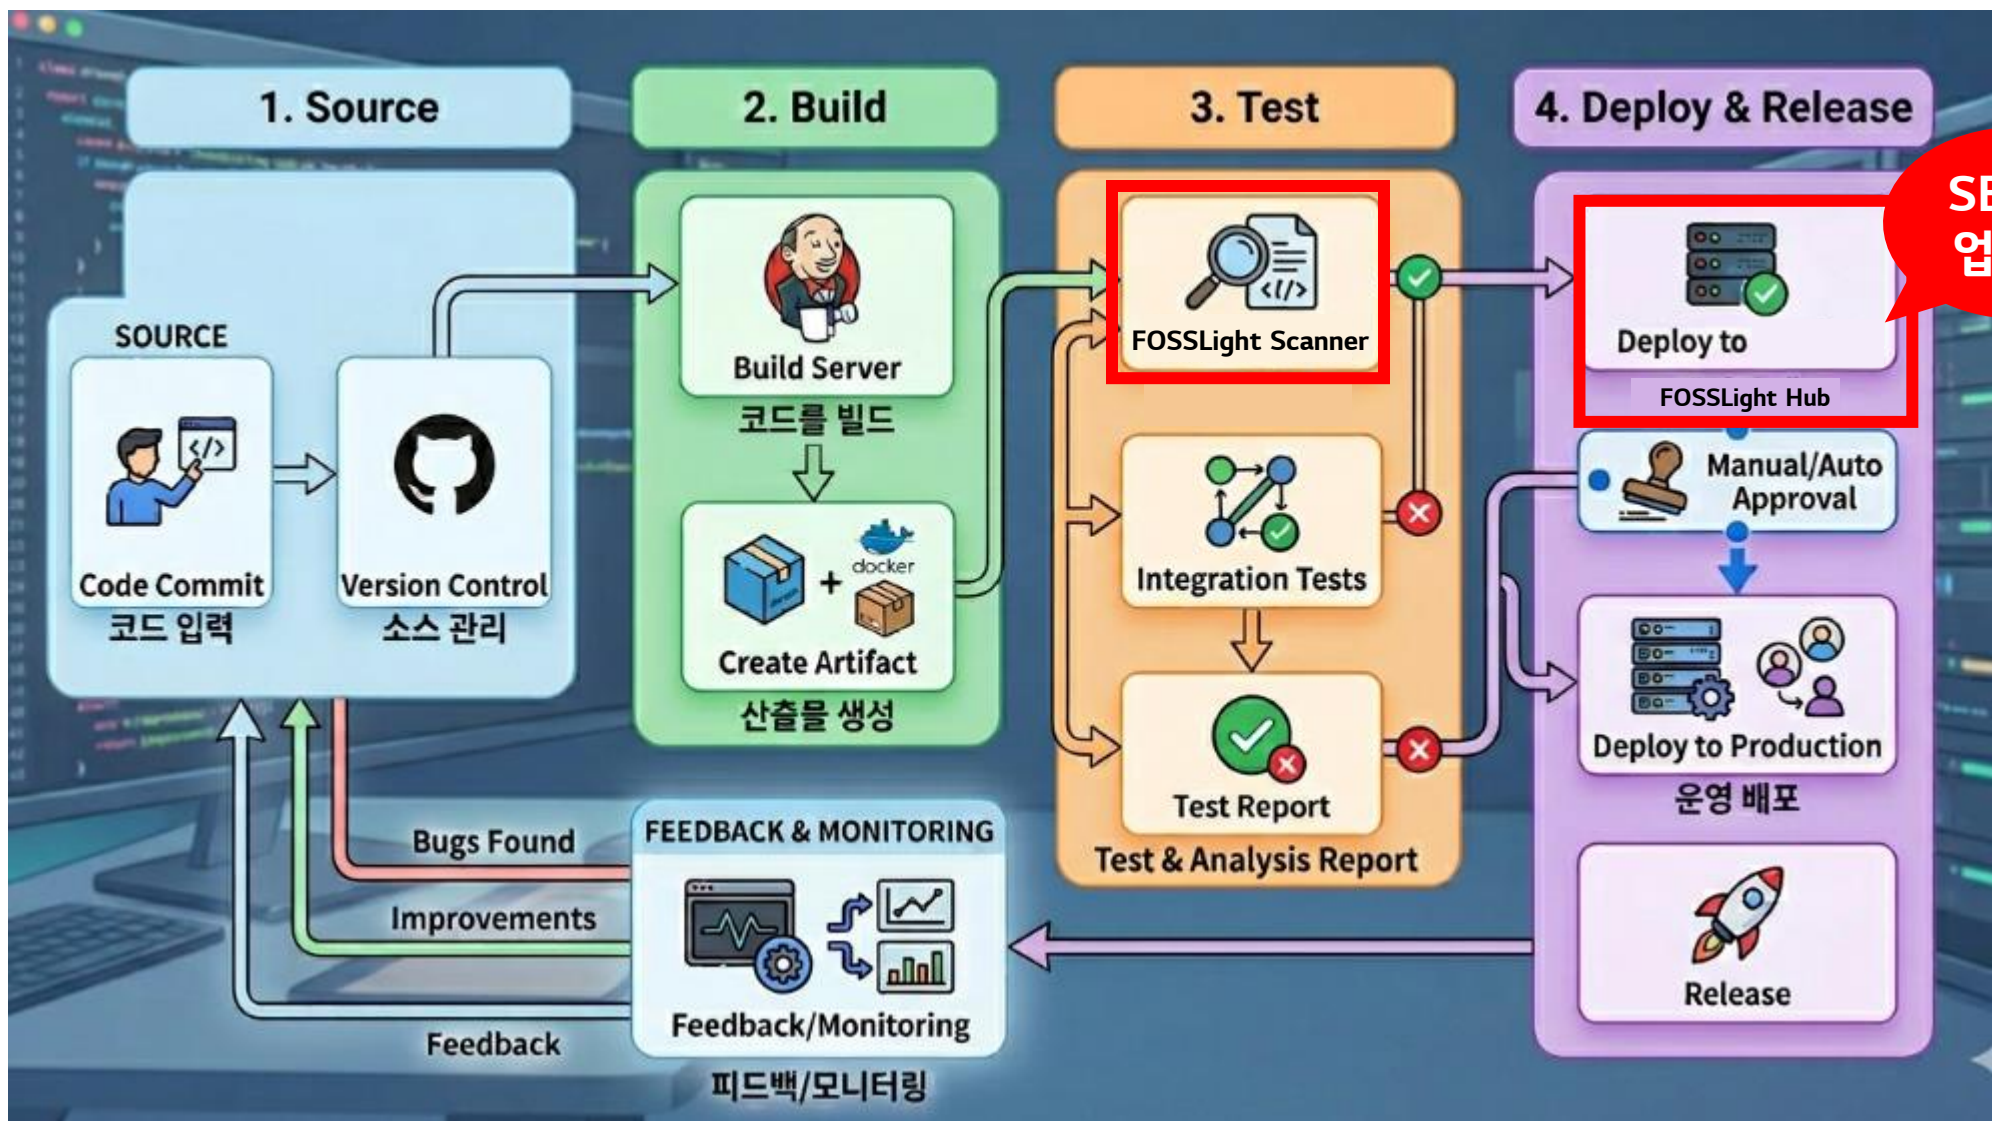 1. Source
2. Build
3. Test
4. Deploy & Release
SOURCE
Code Commit
코드 입력
Version Control
소스 관리
Build Server
코드를 빌드
+
docker
Create Artifact
산출물 생성
FOSSLight Scanner
Integration Tests
Test Report
Test & Analysis Report
Deploy to
FOSSLight Hub
Manual/Auto
Approval
Deploy to Production
운영 배포
Release
Bugs Found
Improvements
Feedback
FEEDBACK & MONITORING
Feedback/Monitoring
피드백/모니터링